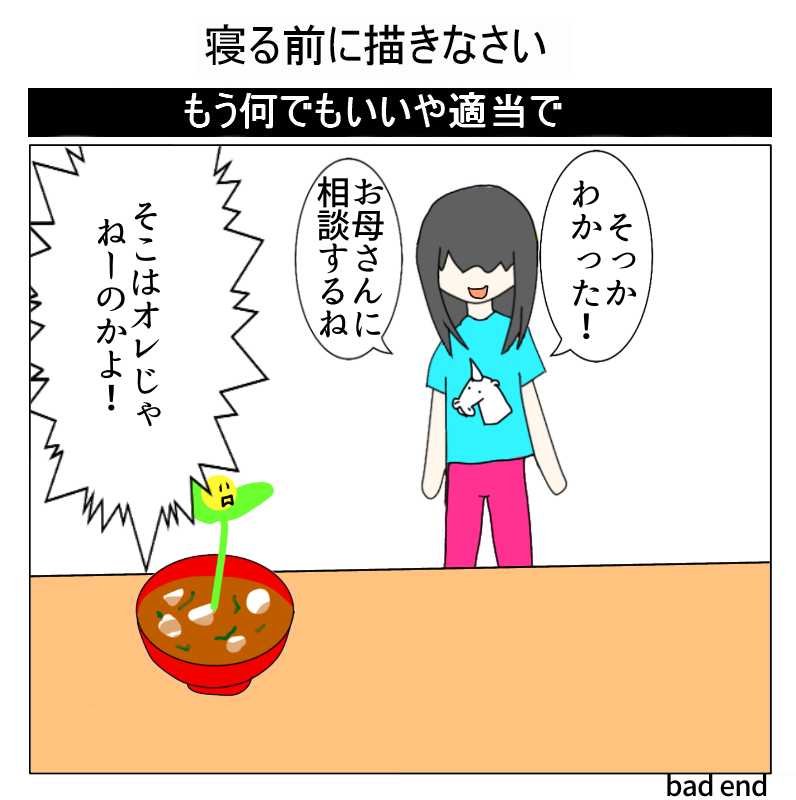 寝る前に描きなさい
もう何でもいいや適当で
そっか
わかった！
お母さんに
相談するね
そこはオレじゃ
ねーのかよ！
bad end